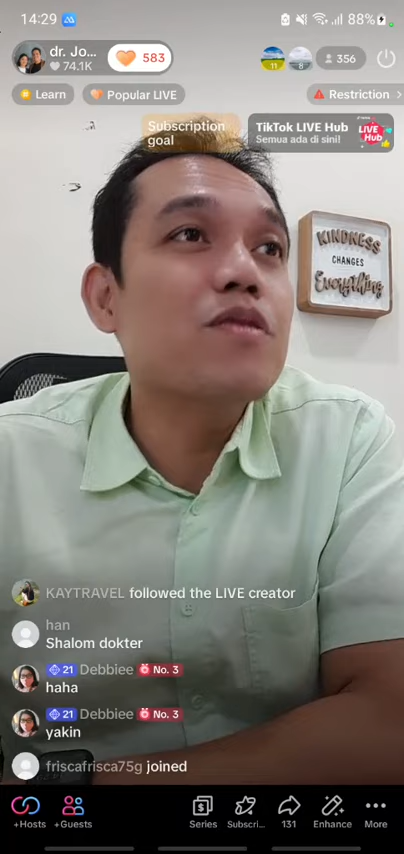 14:29
88%
dr. Jo...
74.1K
583
11
8
356
Learn
Popular LIVE
Restriction
Subscription
goal
TikTok LIVE Hub
Semua ada di sini!
LIVE
HUB
KINDNESS
CHANGES
Everything
KAYTRAVEL followed the LIVE creator
han
Shalom dokter
21 Debbiee No. 3
haha
21 Debbiee No. 3
yakin
friscafrisca75g joined
+Hosts
+Guests
Series
Subscri...
131
Enhance
More